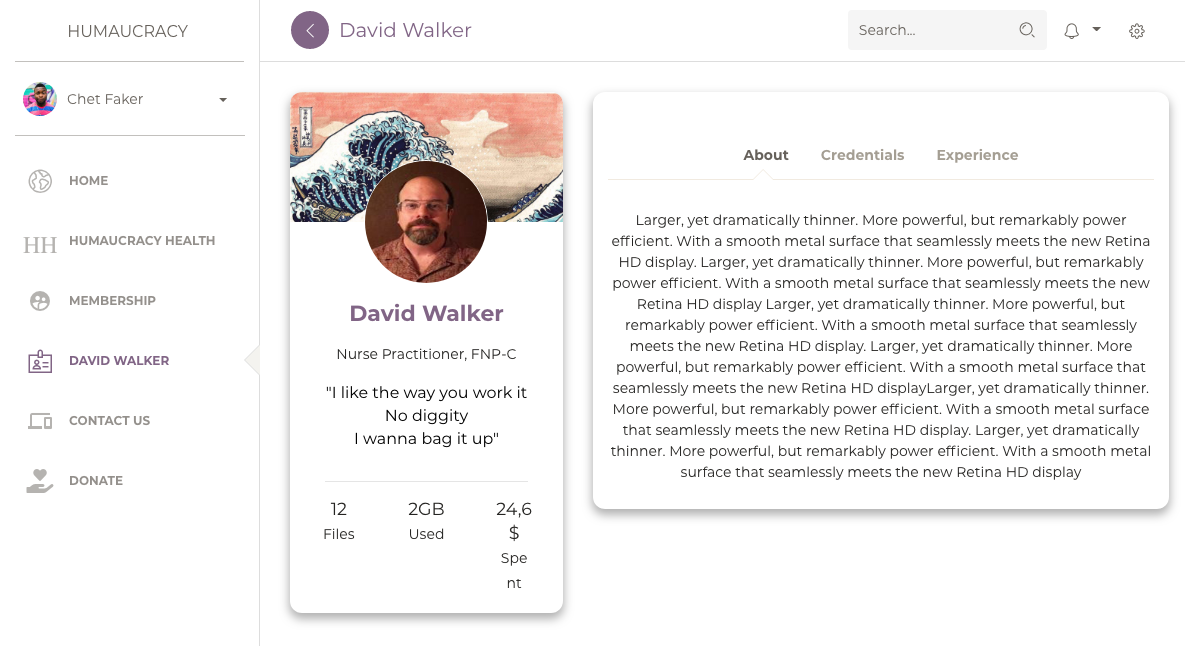 HUMAUCRACY
Chet Faker
HOME
HH HUMAUCRACY HEALTH
MEMBERSHIP
DAVID WALKER
CONTACT US
DONATE
David Walker
Search...
David Walker
Nurse Practitioner, FNP-C
"I like the way you work it
No diggity
I wanna bag it up"
12
Files
2GB
Used
24,6
$
Spe
nt
About Credentials Experience
Larger, yet dramatically thinner. More powerful, but remarkably power
efficient. With a smooth metal surface that seamlessly meets the new Retina
HD display. Larger, yet dramatically thinner. More powerful, but remarkably
power efficient. With a smooth metal surface that seamlessly meets the new
Retina HD display Larger, yet dramatically thinner. More powerful, but
remarkably power efficient. With a smooth metal surface that seamlessly
meets the new Retina HD display. Larger, yet dramatically thinner. More
powerful, but remarkably power efficient. With a smooth metal surface that
seamlessly meets the new Retina HD displayLarger, yet dramatically thinner.
More powerful, but remarkably power efficient. With a smooth metal surface
that seamlessly meets the new Retina HD display. Larger, yet dramatically
thinner. More powerful, but remarkably power efficient. With a smooth metal
surface that seamlessly meets the new Retina HD display